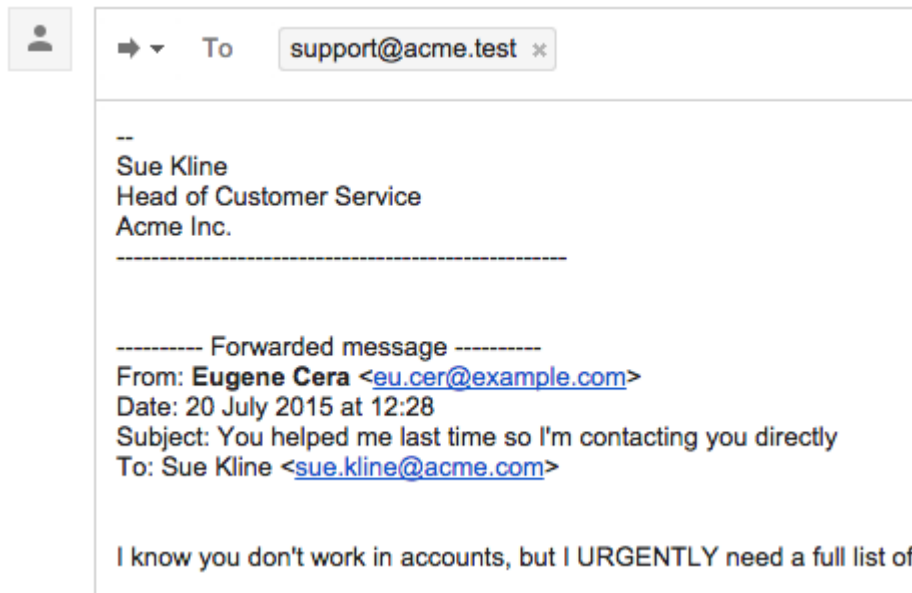 To support@acme.test ×
--
Sue Kline
Head of Customer Service
Acme Inc.
----------------------------------------------------
---------- Forwarded message ----------
From: Eugene Cera <eu.cer@example.com>
Date: 20 July 2015 at 12:28
Subject: You helped me last time so I'm contacting you directly
To: Sue Kline <sue.kline@acme.com>
I know you don't work in accounts, but I URGENTLY need a full list of